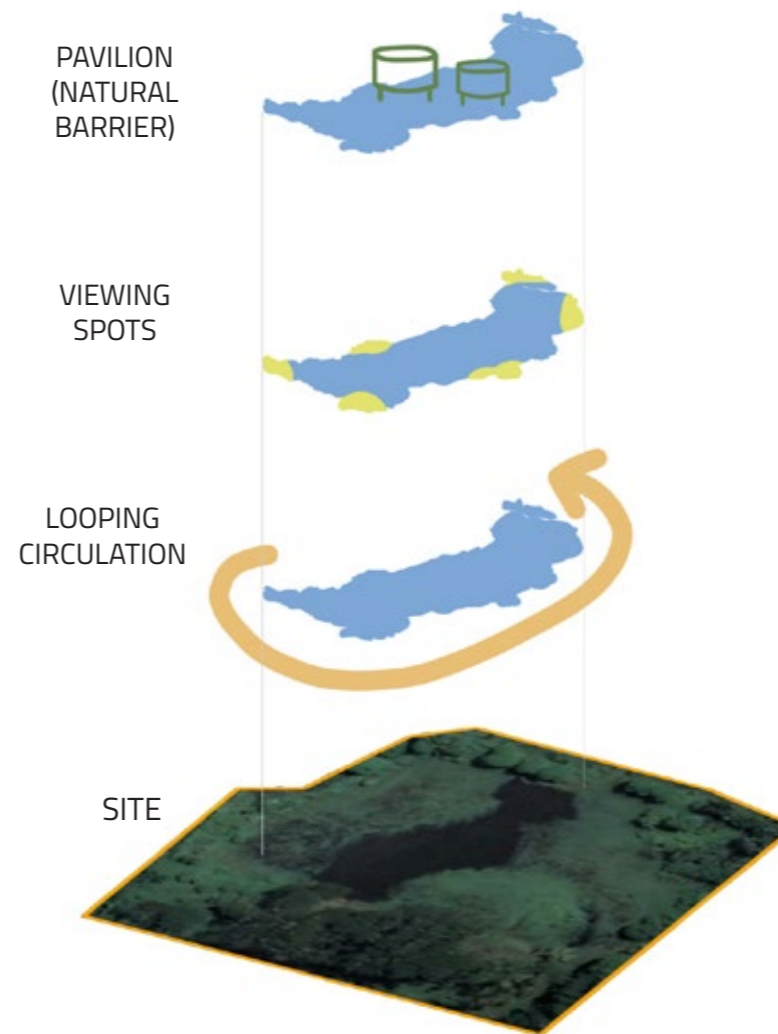 PAVILION
(NATURAL
BARRIER)
VIEWING
SPOTS
LOOPING
CIRCULATION
SITE